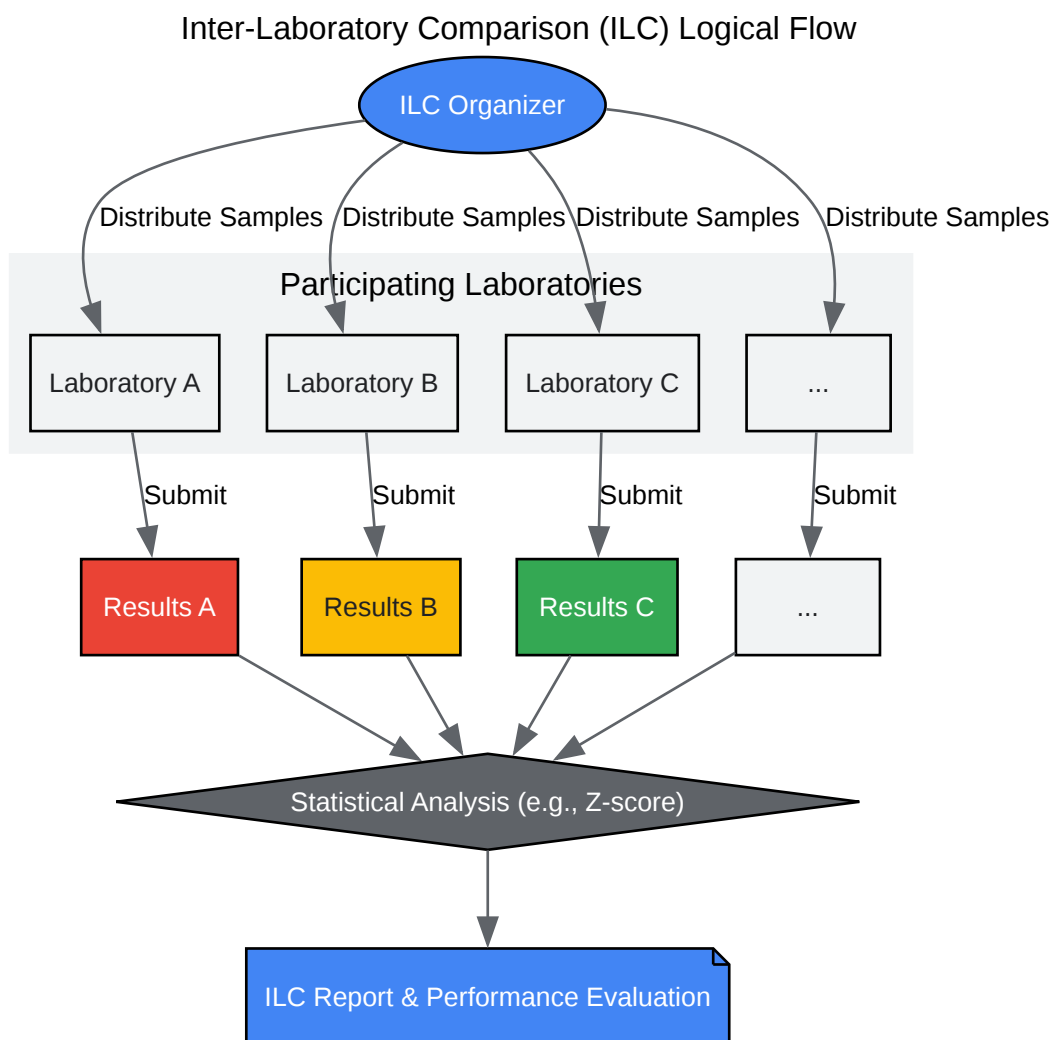 Inter-Laboratory Comparison (ILC) Logical Flow
ILC Organizer
Distribute Samples
Distribute Samples
Distribute Samples
Distribute Samples
Participating Laboratories
Laboratory A
Laboratory B
Laboratory C
...
Submit
Submit
Submit
Submit
Results A
Results B
Results C
...
Statistical Analysis (e.g., Z-score)
ILC Report & Performance Evaluation